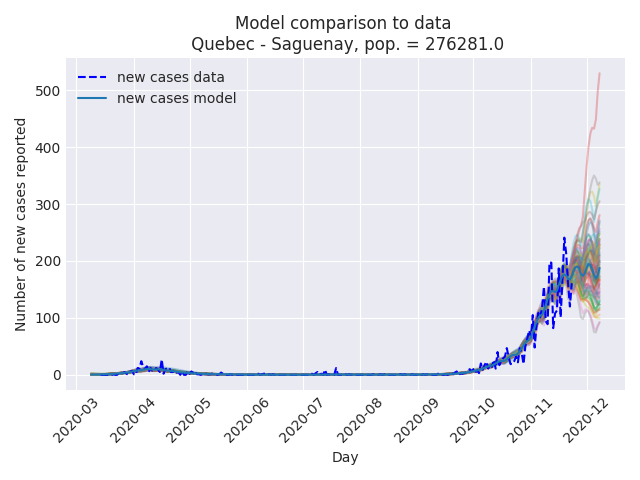 Model comparison to data
Quebec - Saguenay, pop. = 276281.0
new cases data
new cases model
Number of new cases reported
500
400
300
200
100
0
2020-03
2020-04
2020-05
2020-06
2020-07
2020-08
2020-09
2020-10
2020-11
2020-12
Day